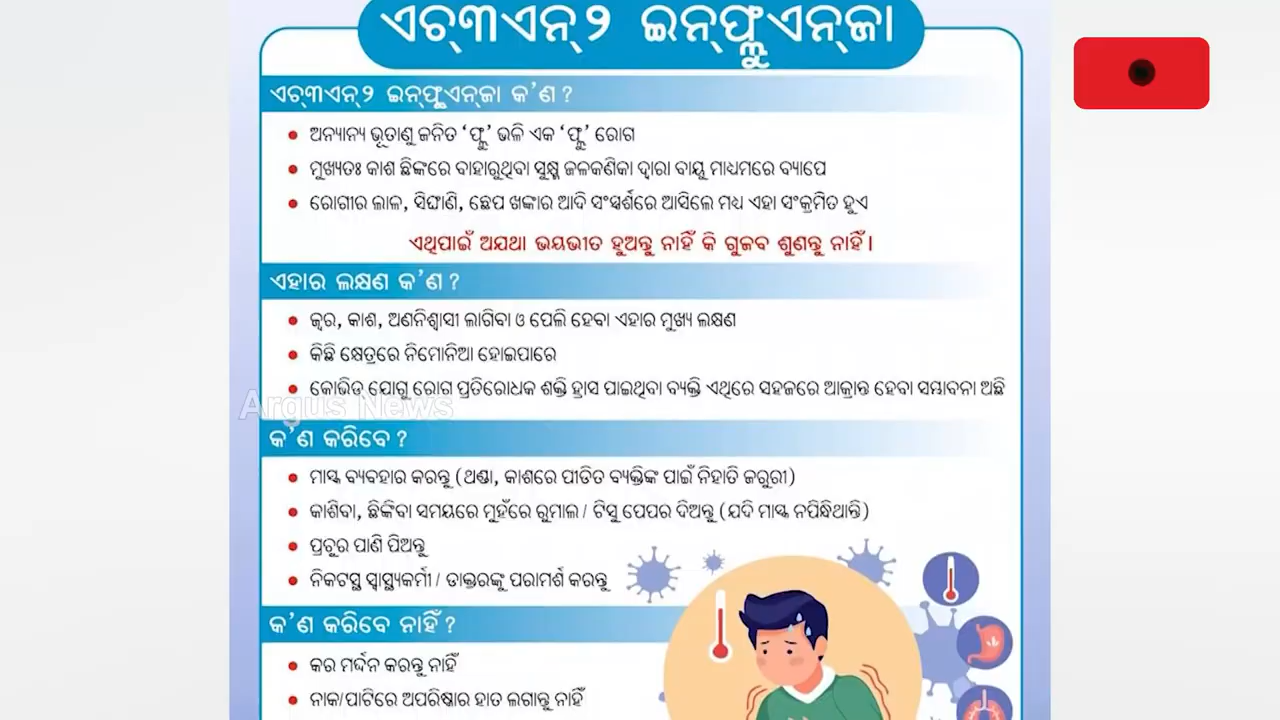 ଏଚ୍୩ଏନ୍୨ ଇନ୍‌ଫ୍ଲୁଏନ୍‌ଜା
ଏଚ୍୩ଏନ୍୨ ଇନ୍‌ଫ୍ଲୁଏନ୍‌ଜା କ'ଣ ?
ଅନ୍ୟାନ୍ୟ ଭୂତାଣୁ ଜନିତ 'ଫ୍ଲୁ' ଭଳି ଏକ 'ଫ୍ଲୁ' ରୋଗ
ମୁଖ୍ୟତଃ କାଶ ଛିଙ୍କରେ ବାହାରୁଥିବା ସୂକ୍ଷ୍ମ ଜଳକଣିକା ଦ୍ୱାରା ବାୟୁ ମାଧ୍ୟମରେ ବ୍ୟାପେ
ରୋଗୀର ଲାଳ, ସିଙ୍ଘାଣି, ଛେପ ଖଙ୍କାର ଆଦି ସଂସ୍ପର୍ଶରେ ଆସିଲେ ମଧ୍ୟ ଏହା ସଂକ୍ରମିତ ହୁଏ
ଏଥିପାଇଁ ଅଯଥା ଭୟଭୀତ ହୁଅନ୍ତୁ ନାହିଁ କି ଗୁଜବ ଶୁଣନ୍ତୁ ନାହିଁ ।
ଏହାର ଲକ୍ଷଣ କ'ଣ ?
ଜ୍ୱର, କାଶ, ଅଣନିଶ୍ୱାସୀ ଲାଗିବା ଓ ପେଲି ହେବା ଏହାର ମୁଖ୍ୟ ଲକ୍ଷଣ
କିଛି କ୍ଷେତ୍ରରେ ନିମୋନିଆ ହୋଇପାରେ
କୋଭିଡ୍ ଯୋଗୁ ରୋଗ ପ୍ରତିରୋଧକ ଶକ୍ତି ହ୍ରାସ ପାଇଥିବା ବ୍ୟକ୍ତି ଏଥିରେ ସହଜରେ ଆକ୍ରାନ୍ତ ହେବା ସମ୍ଭାବନା ଅଛି
Argus News
କ'ଣ କରିବେ ?
ମାସ୍କ ବ୍ୟବହାର କରନ୍ତୁ (ଥଣ୍ଡା, କାଶରେ ପୀଡିତ ବ୍ୟକ୍ତିଙ୍କ ପାଇଁ ନିହାତି ଜରୁରୀ)
କାଶିବା, ଛିଙ୍କିବା ସମୟରେ ମୁହଁରେ ରୁମାଲ / ଟିସୁ ପେପର ଦିଅନ୍ତୁ (ଯଦି ମାସ୍କ ନପିନ୍ଧିଥାନ୍ତି)
ପ୍ରଚୁର ପାଣି ପିଅନ୍ତୁ
ନିକଟସ୍ଥ ସ୍ୱାସ୍ଥ୍ୟକର୍ମୀ / ଡାକ୍ତରଙ୍କୁ ପରାମର୍ଶ କରନ୍ତୁ
କ'ଣ କରିବେ ନାହିଁ ?
କର ମର୍ଦ୍ଦନ କରନ୍ତୁ ନାହିଁ
ନାକ/ପାଟିରେ ଅପରିଷ୍କାର ହାତ ଲଗାନ୍ତୁ ନାହିଁ